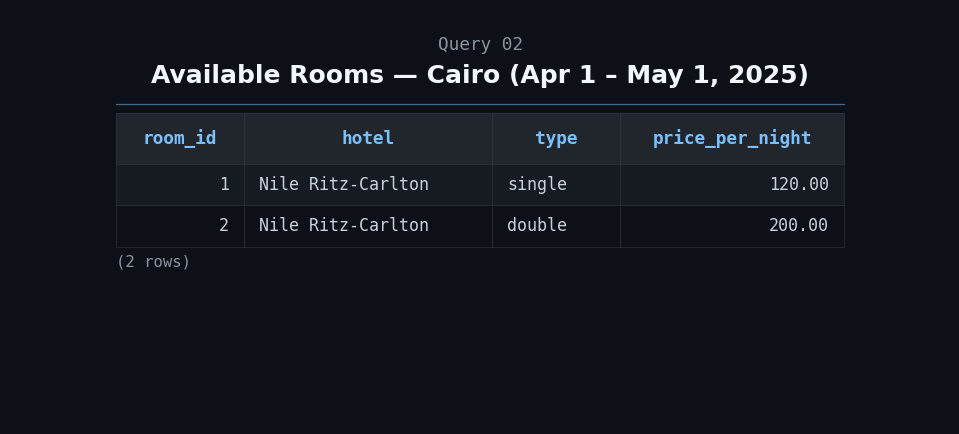 Query 02
Available Rooms — Cairo (Apr 1 – May 1, 2025)
room_id hotel type price_per_night
1 Nile Ritz-Carlton single 120.00
2 Nile Ritz-Carlton double 200.00
(2 rows)